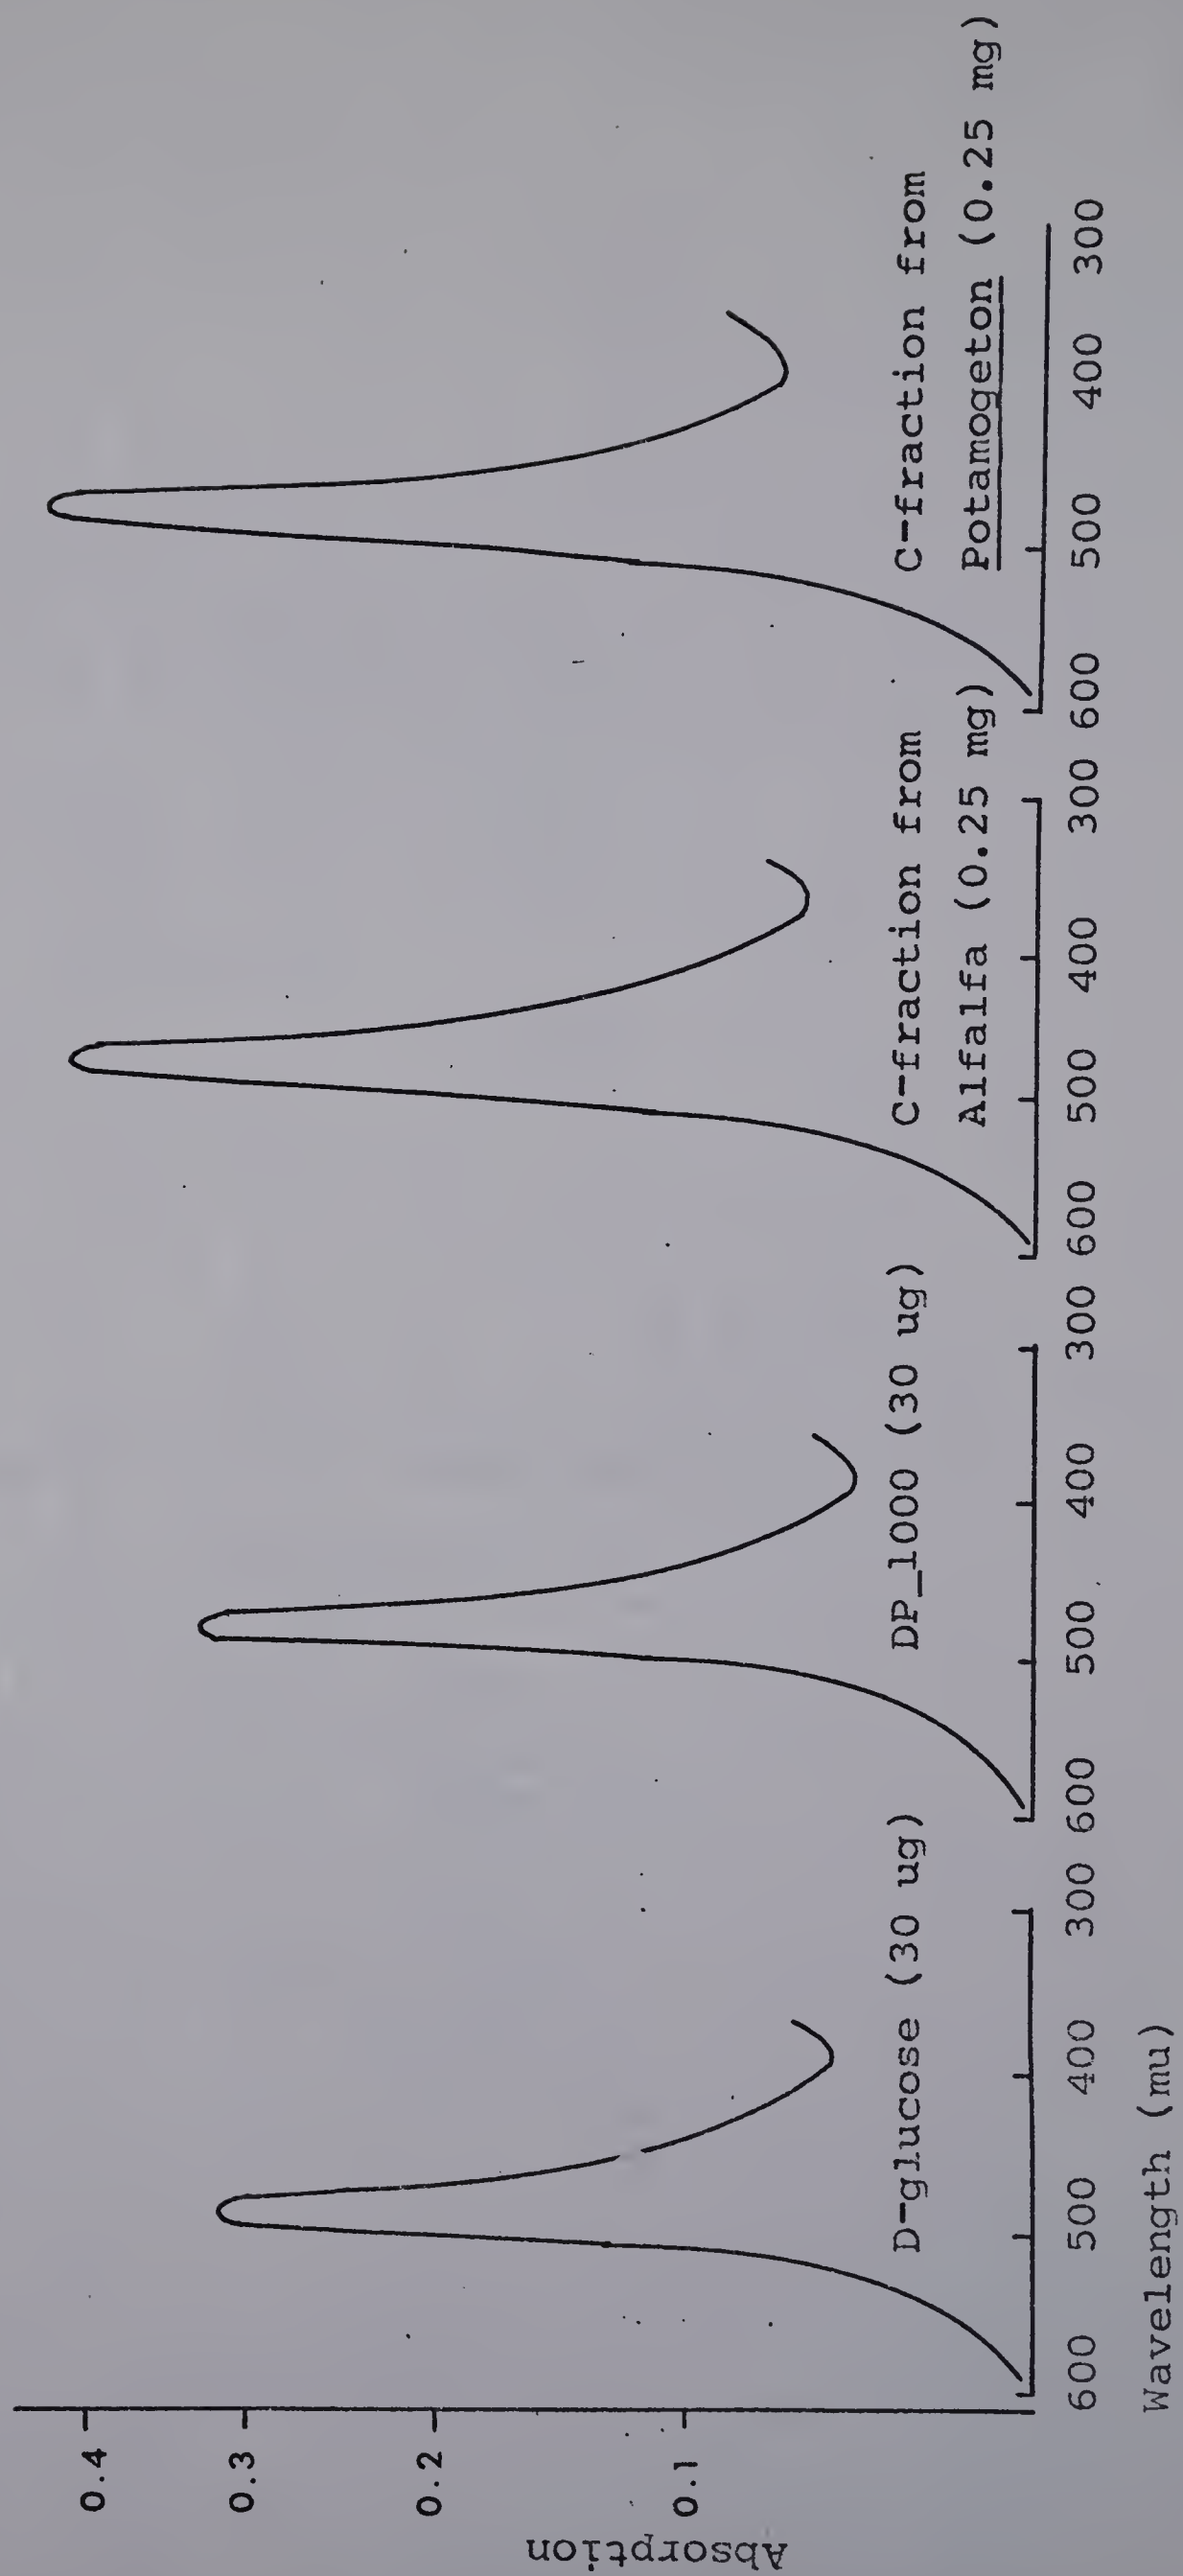 Absorption
0.4
0.3
0.2
0.1
D-glucose (30 ug)
DP_1000 (30 ug)
C-fraction from
Alfalfa (0.25 mg)
C-fraction from
Potamogeton (0.25 mg)
600 500 400 300 600 500 400 300 600 500 400 300 600 500 400 300
Wavelength (mu)